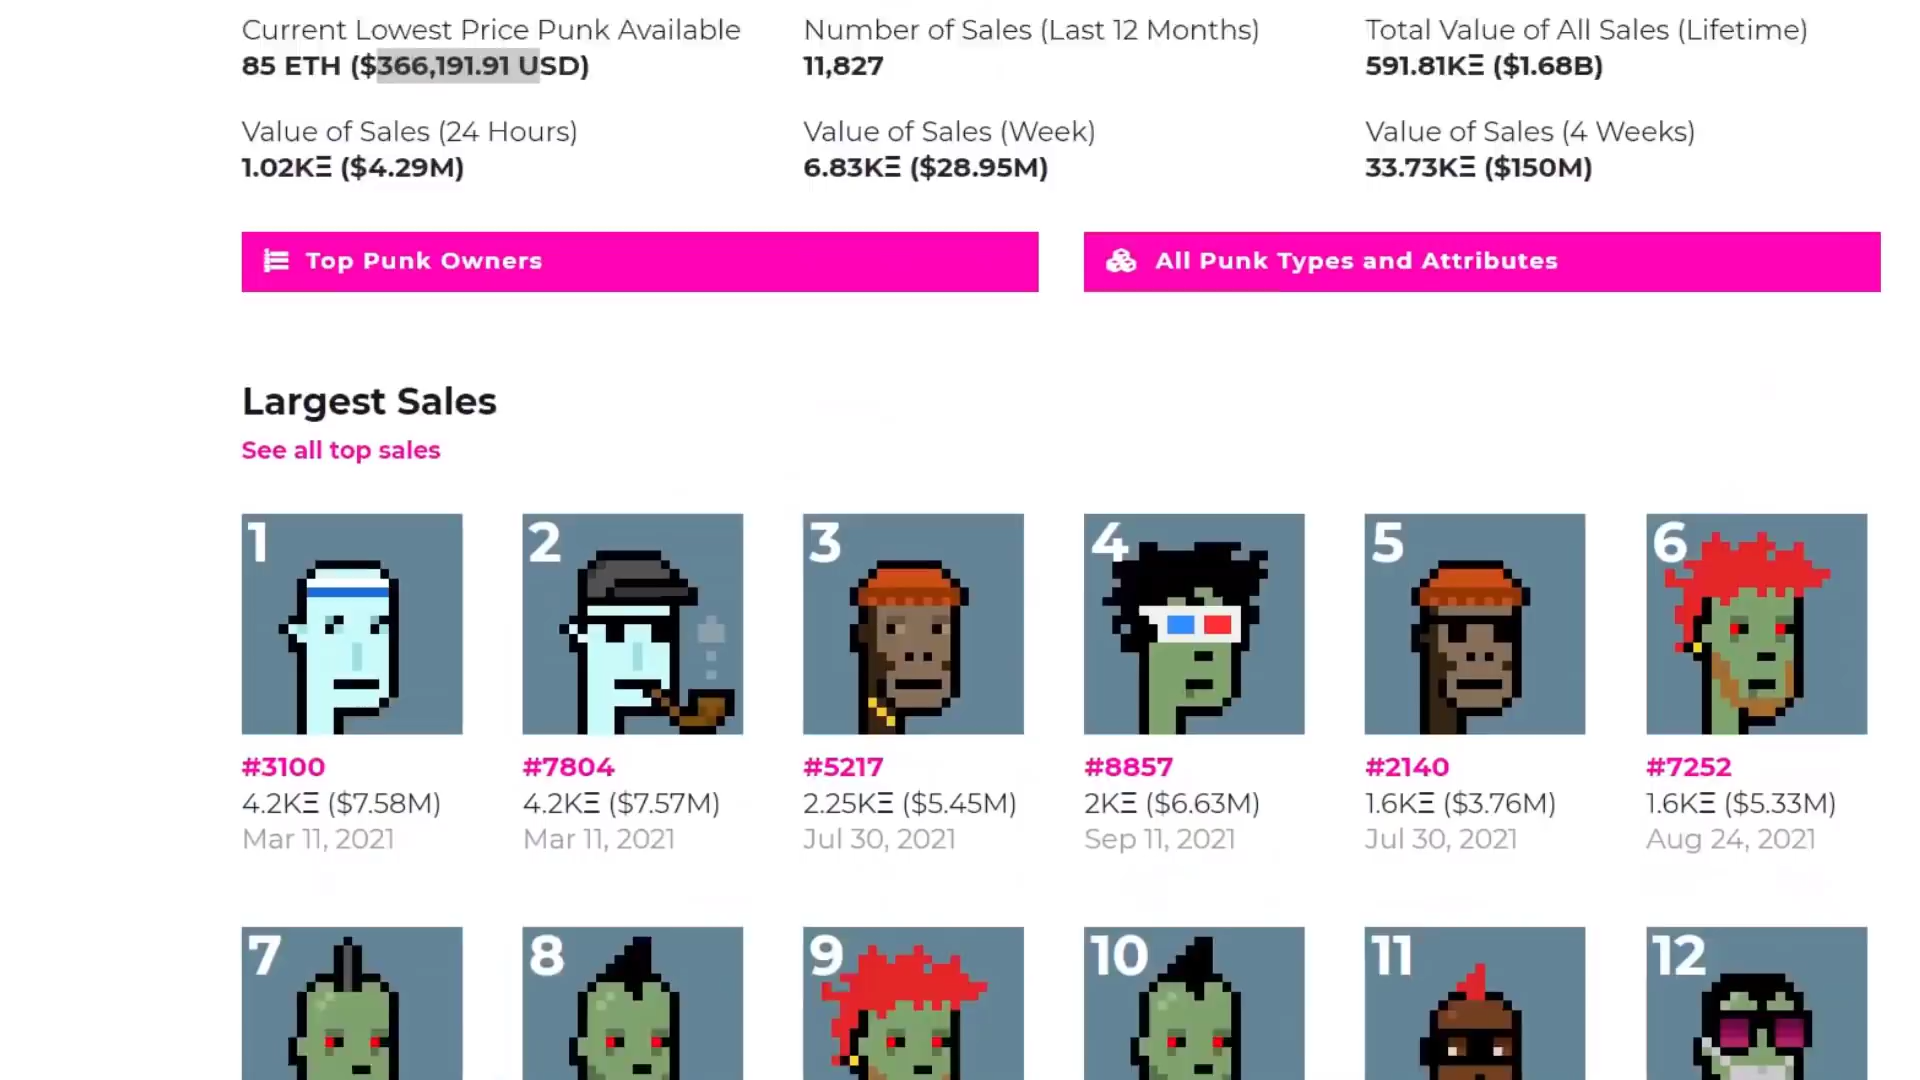 Current Lowest Price Punk Available
85 ETH ($366,191.91 USD)
Number of Sales (Last 12 Months)
11,827
Total Value of All Sales (Lifetime)
591.81KΞ ($1.68B)
Value of Sales (24 Hours)
1.02KΞ ($4.29M)
Value of Sales (Week)
6.83KΞ ($28.95M)
Value of Sales (4 Weeks)
33.73KΞ ($150M)
Top Punk Owners
All Punk Types and Attributes
Largest Sales
See all top sales
1
#3100
4.2KΞ ($7.58M)
Mar 11, 2021
2
#7804
4.2KΞ ($7.57M)
Mar 11, 2021
3
#5217
2.25KΞ ($5.45M)
Jul 30, 2021
4
#8857
2KΞ ($6.63M)
Sep 11, 2021
5
#2140
1.6KΞ ($3.76M)
Jul 30, 2021
6
#7252
1.6KΞ ($5.33M)
Aug 24, 2021
7
8
9
10
11
12